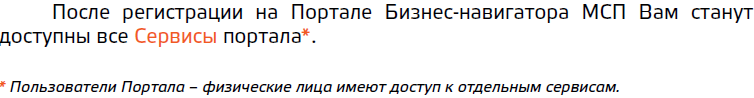 После регистрации на Портале Бизнес-навигатора МСП Вам станут
доступны все Сервисы портала*.
* Пользователи Портала – физические лица имеют доступ к отдельным сервисам.